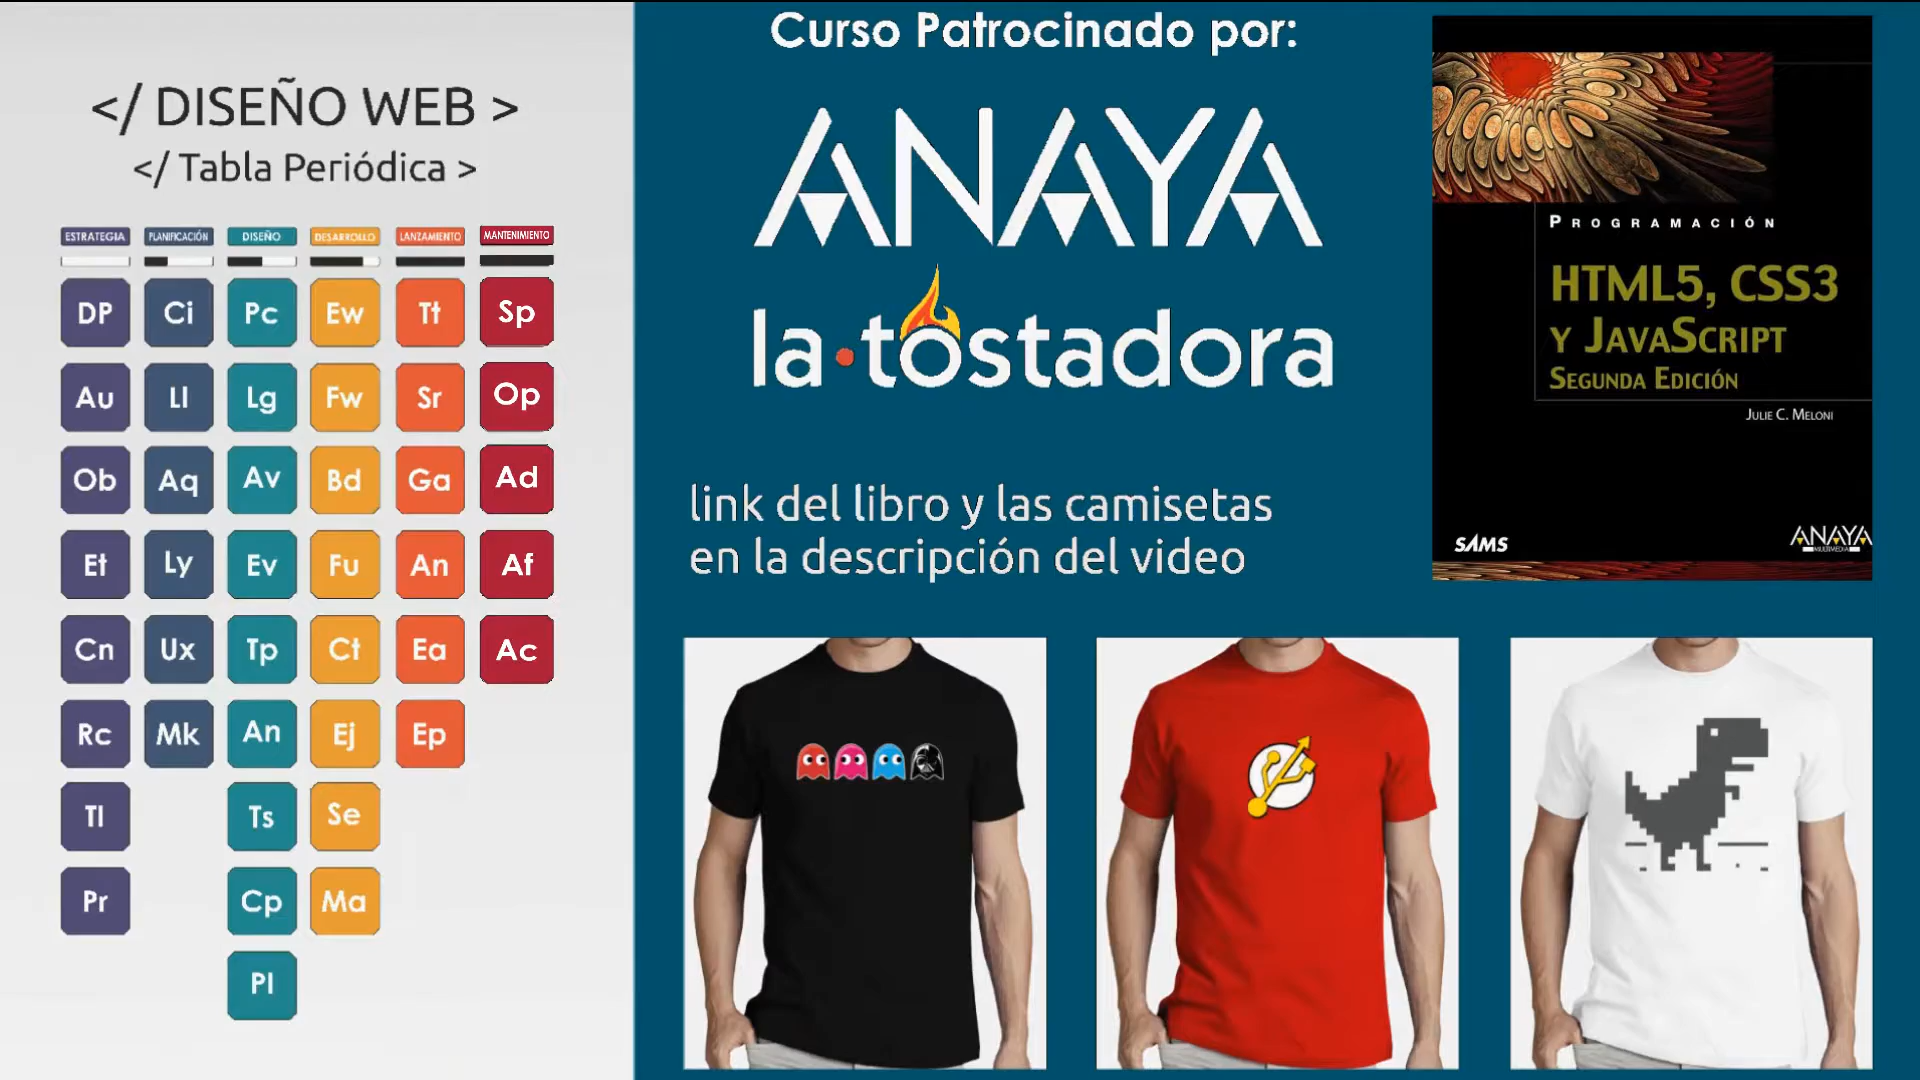 </ DISEÑO WEB >
</ Tabla Periódica >
ESTRATEGIA PLANIFICACIÓN DISEÑO DESARROLLO LANZAMIENTO MANTENIMIENTO
DP Ci Pc Ew Tt Sp
Au Ll Lg Fw Sr Op
Ob Aq Av Bd Ga Ad
Et Ly Ev Fu An Af
Cn Ux Tp Ct Ea Ac
Rc Mk An Ej Ep
Tl Ts Se
Pr Cp Ma
Pl
Curso Patrocinado por:
ANAYA
la·tostadora
link del libro y las camisetas
en la descripción del video
PROGRAMACIÓN
HTML5, CSS3
Y JAVASCRIPT
SEGUNDA EDICIÓN
JULIE C. MELONI
SAMS
ANAYA
MULTIMEDIA